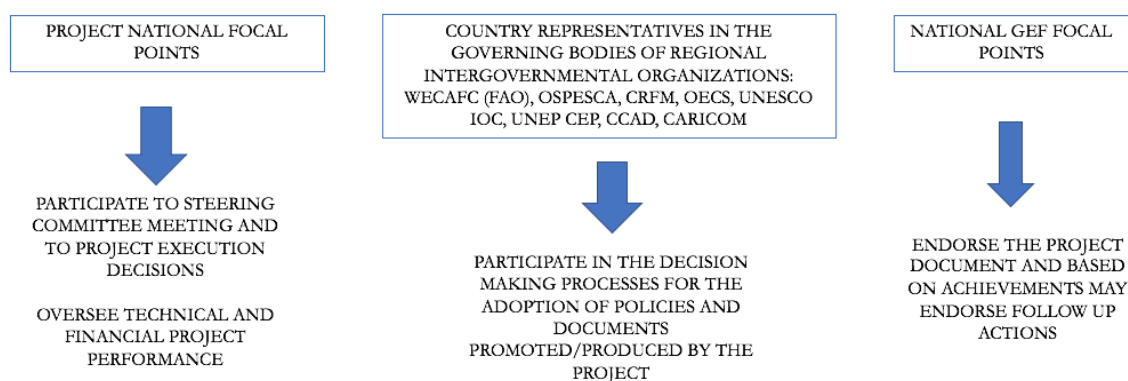 PROJECT NATIONAL FOCAL
POINTS
PARTICIPATE TO STEERING
COMMITTEE MEETING AND
TO PROJECT EXECUTION
DECISIONS
OVERSEE TECHNICAL AND
FINANCIAL PROJECT
PERFORMANCE
COUNTRY REPRESENTATIVES IN THE
GOVERNING BODIES OF REGIONAL
INTERGOVERNMENTAL ORGANIZATIONS:
WECAFC (FAO), OSPESCA, CRFM, OECS, UNESCO
IOC, UNEP CEP, CCAD, CARICOM
PARTICIPATE IN THE DECISION
MAKING PROCESSES FOR THE
ADOPTION OF POLICIES AND
DOCUMENTS
PROMOTED/PRODUCED BY THE
PROJECT
NATIONAL GEF FOCAL
POINTS
ENDORSE THE PROJECT
DOCUMENT AND BASED
ON ACHIEVEMENTS MAY
ENDORSE FOLLOW UP
ACTIONS